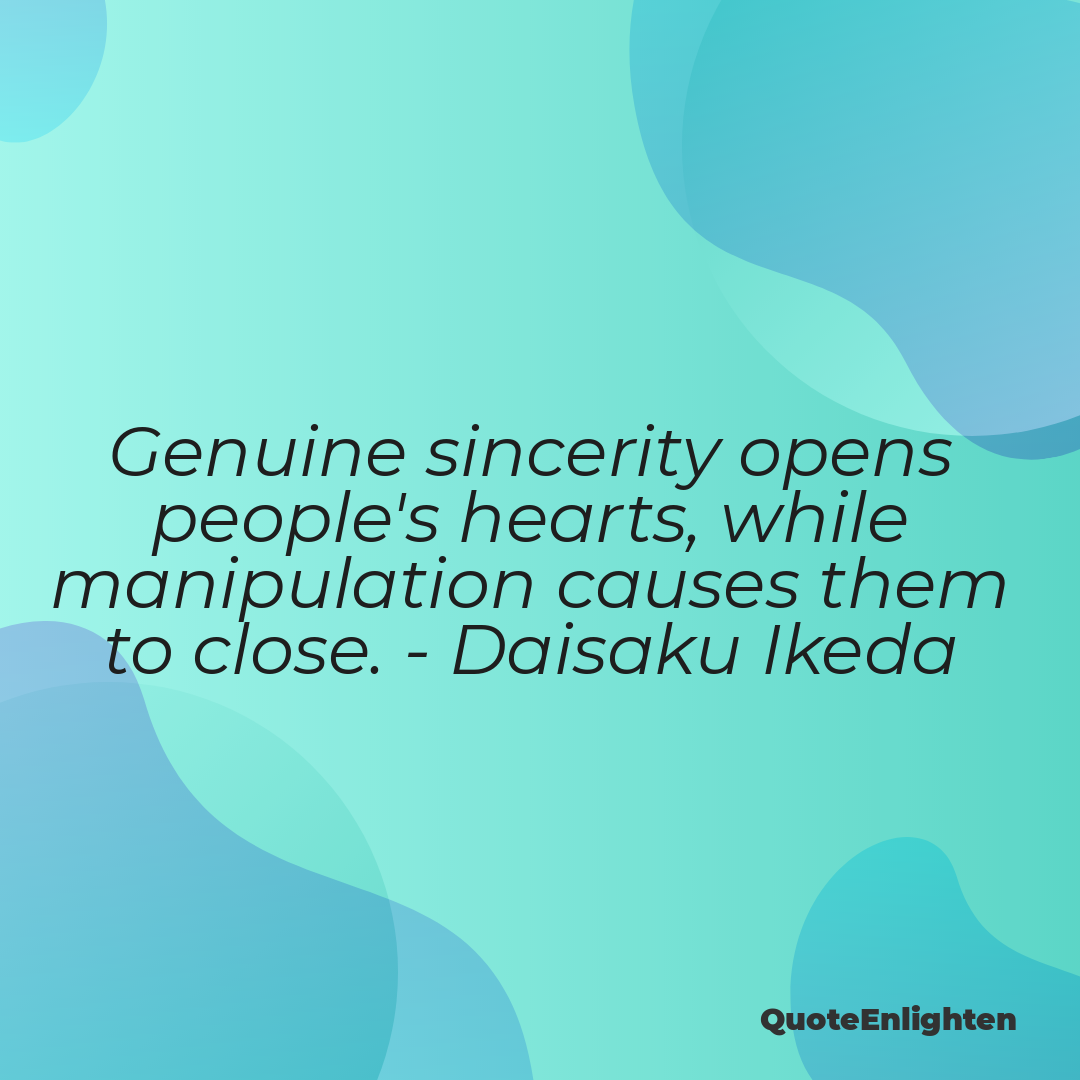 Genuine sincerity opens
people's hearts, while
manipulation causes them
to close. - Daisaku Ikeda
QuoteEnlighten